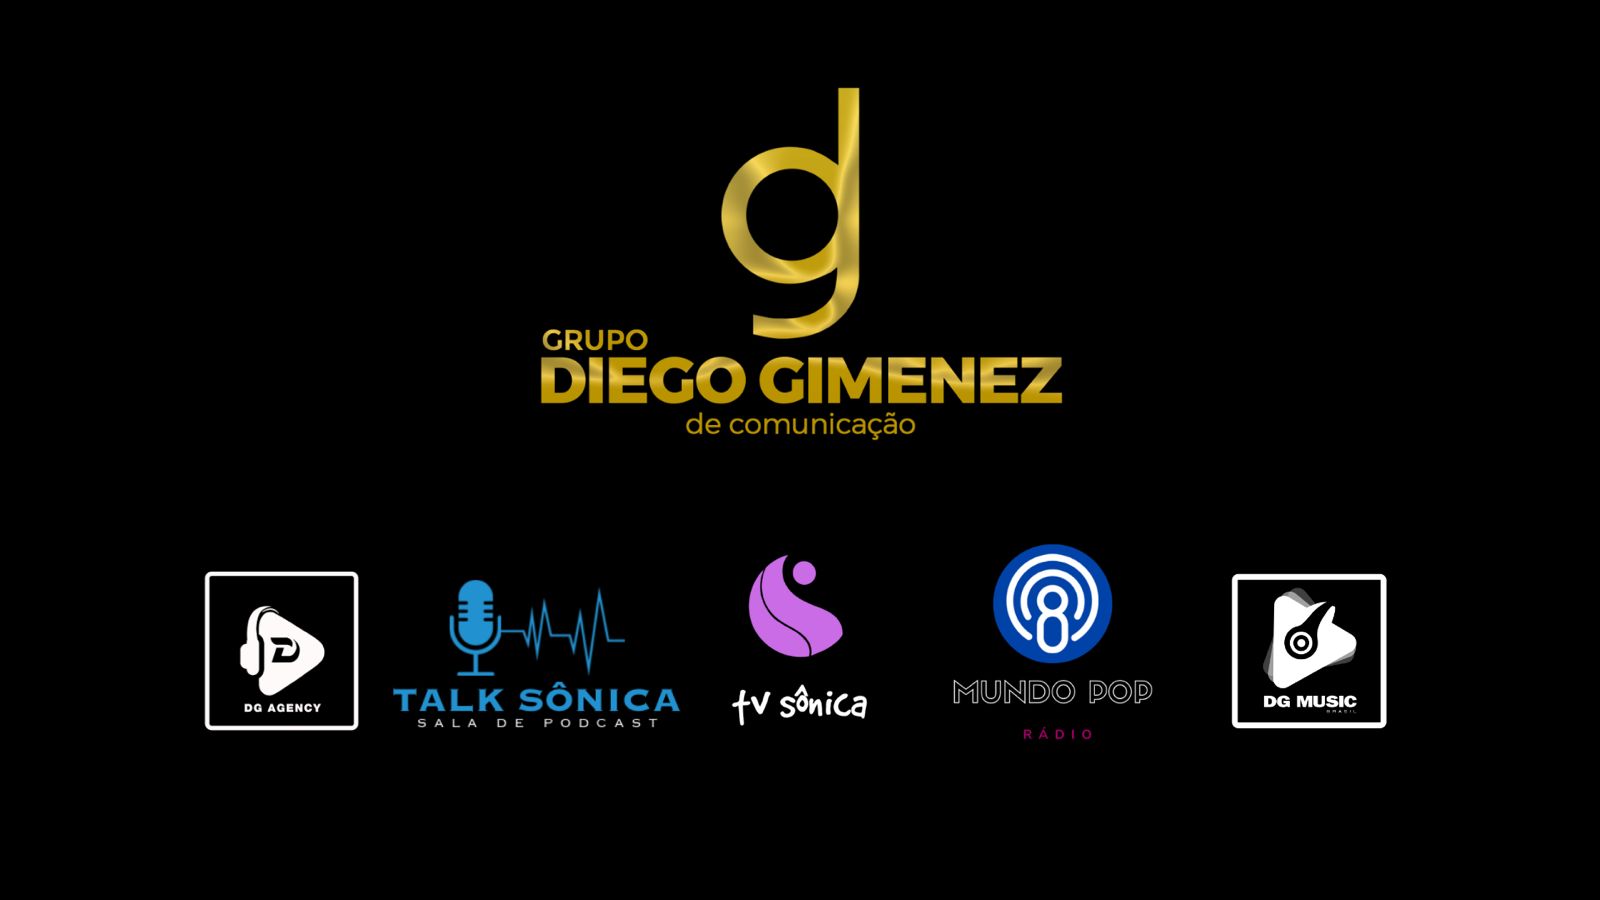 GRUPO
DIEGO GIMENEZ
de comunicação
DG AGENCY
TALK SÔNICA
SALA DE PODCAST
tv sônica
MUNDO POP
RÁDIO
DG MUSIC
BRASIL